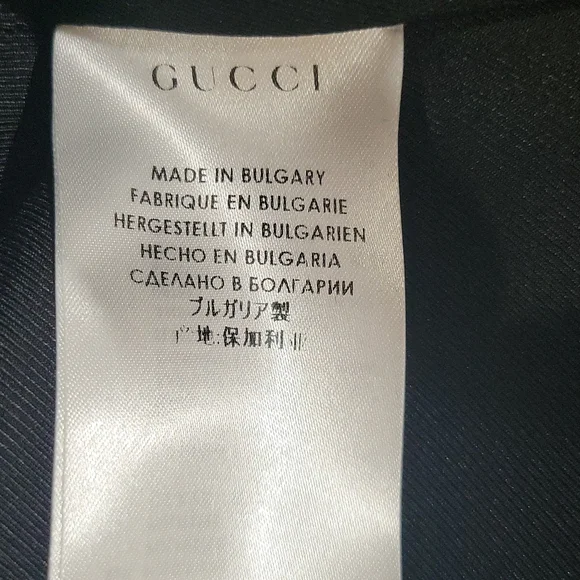 GUCCI
MADE IN BULGARY
FABRIQUE EN BULGARIE
HERGESTELLT IN BULGARIEN
HECHO EN BULGARIA
СДЕЛАНО В БОЛГАРИИ
ブルガリア製
产地:保加利亚